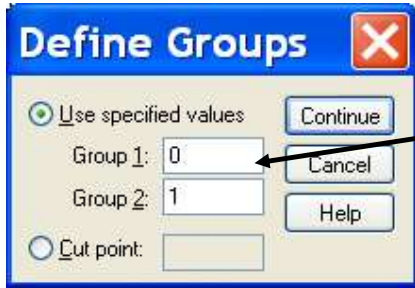 Define Groups
Use specified values
Continue
Group 1: 0
Cancel
Group 2: 1
Help
Cut point: